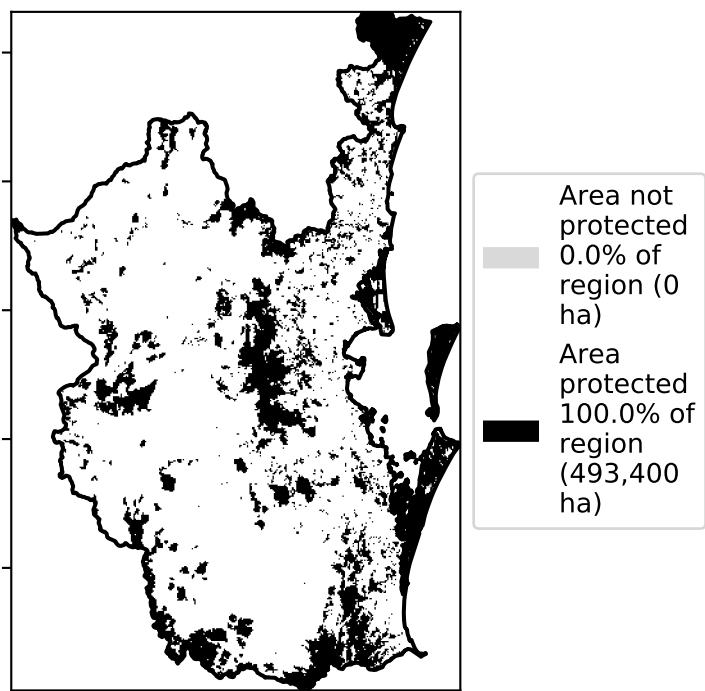 Area not
protected
0.0% of
region (0
ha)
Area
protected
100.0% of
region
(493,400
ha)